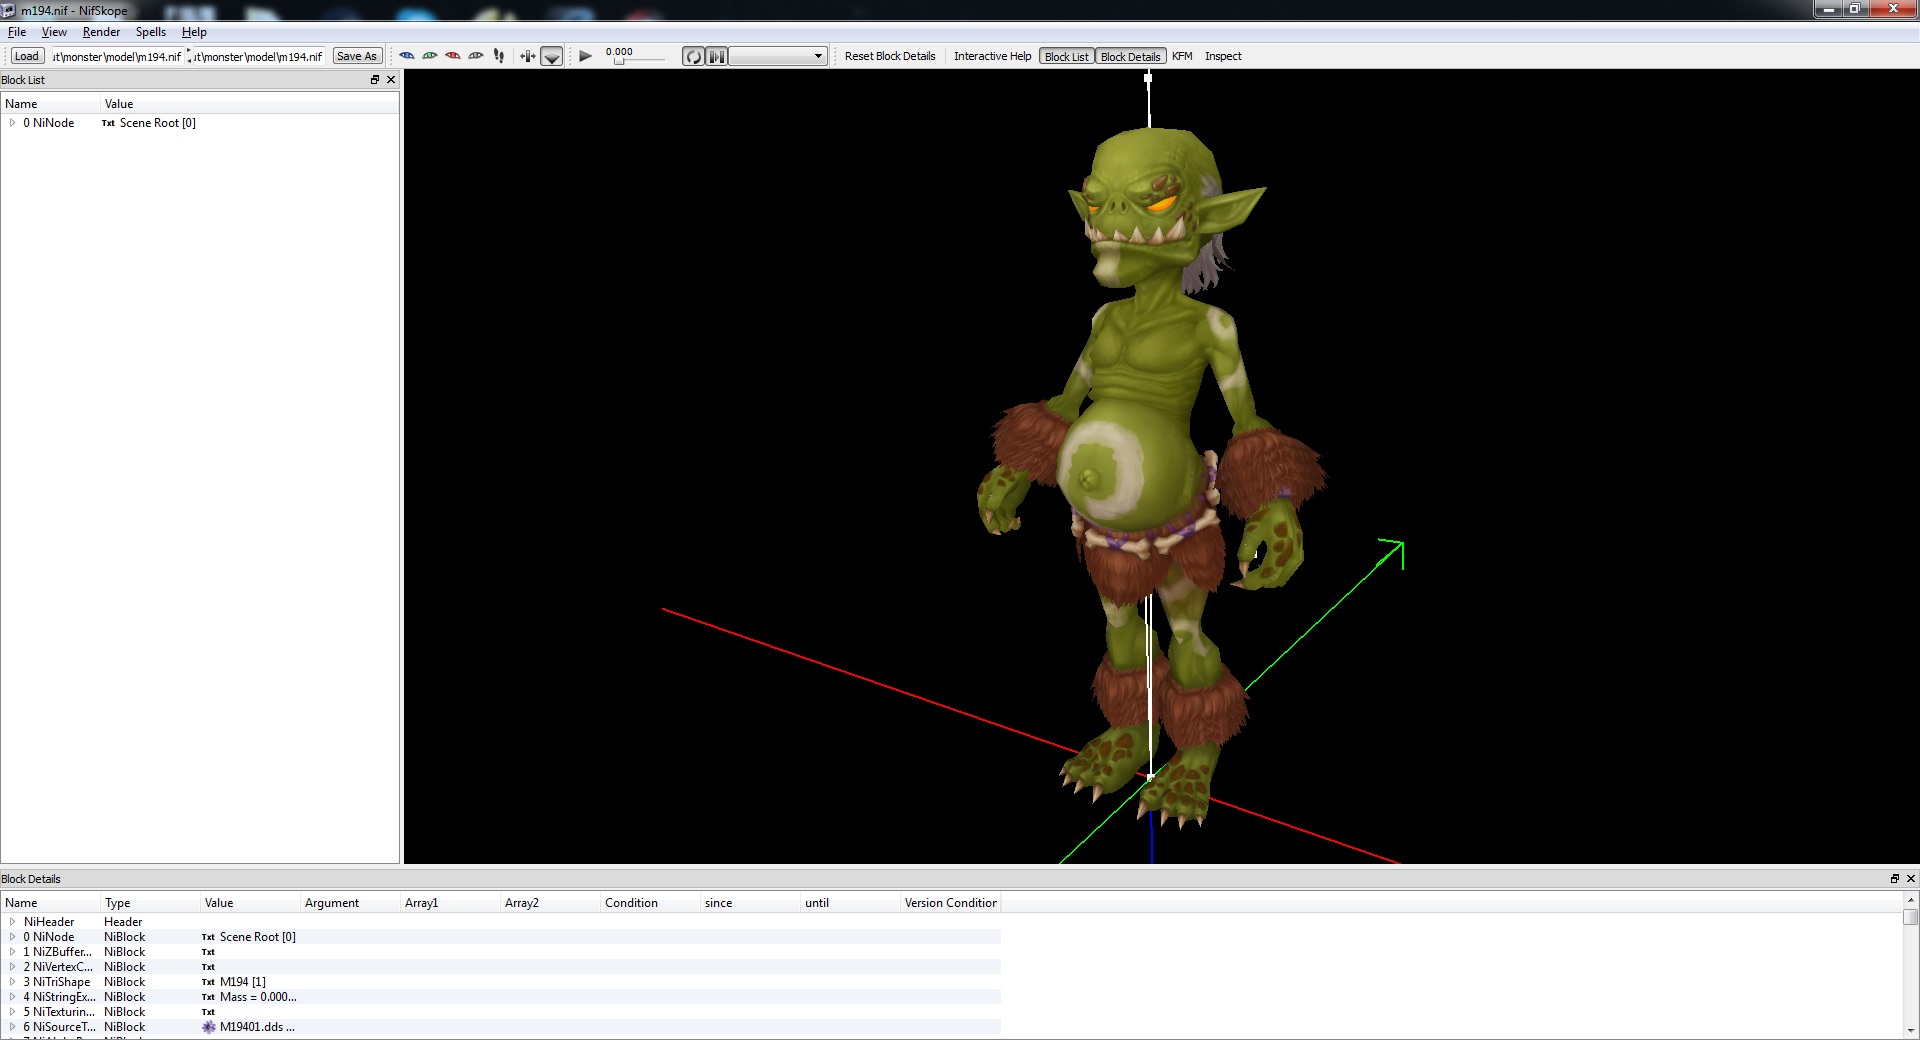 m194.nif - NifSkope
File View Render Spells Help
Load ut\monster\model\m194.nif ut\monster\model\m194.nif Save As 0.000 Reset Block Details Interactive Help Block List Block Details KFM Inspect
Block List
Name Value
0 NiNode Txt Scene Root [0]
Block Details
Name Type Value Argument Array1 Array2 Condition since until Version Condition
NiHeader Header
0 NiNode NiBlock Txt Scene Root [0]
1 NiZBuffer... NiBlock Txt
2 NiVertexC... NiBlock Txt
3 NiTriShape NiBlock Txt M194 [1]
4 NiStringEx... NiBlock Txt Mass = 0.000...
5 NiTexturin... NiBlock Txt
6 NiSourceT... NiBlock M19401.dds ...